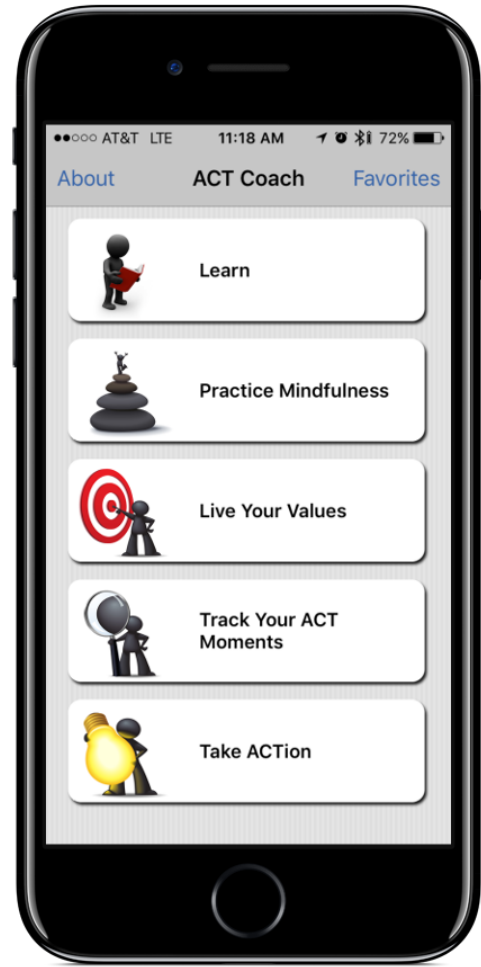 AT&T LTE 11:18 AM 72%
About ACT Coach Favorites
Learn
Practice Mindfulness
Live Your Values
Track Your ACT
Moments
Take ACTion